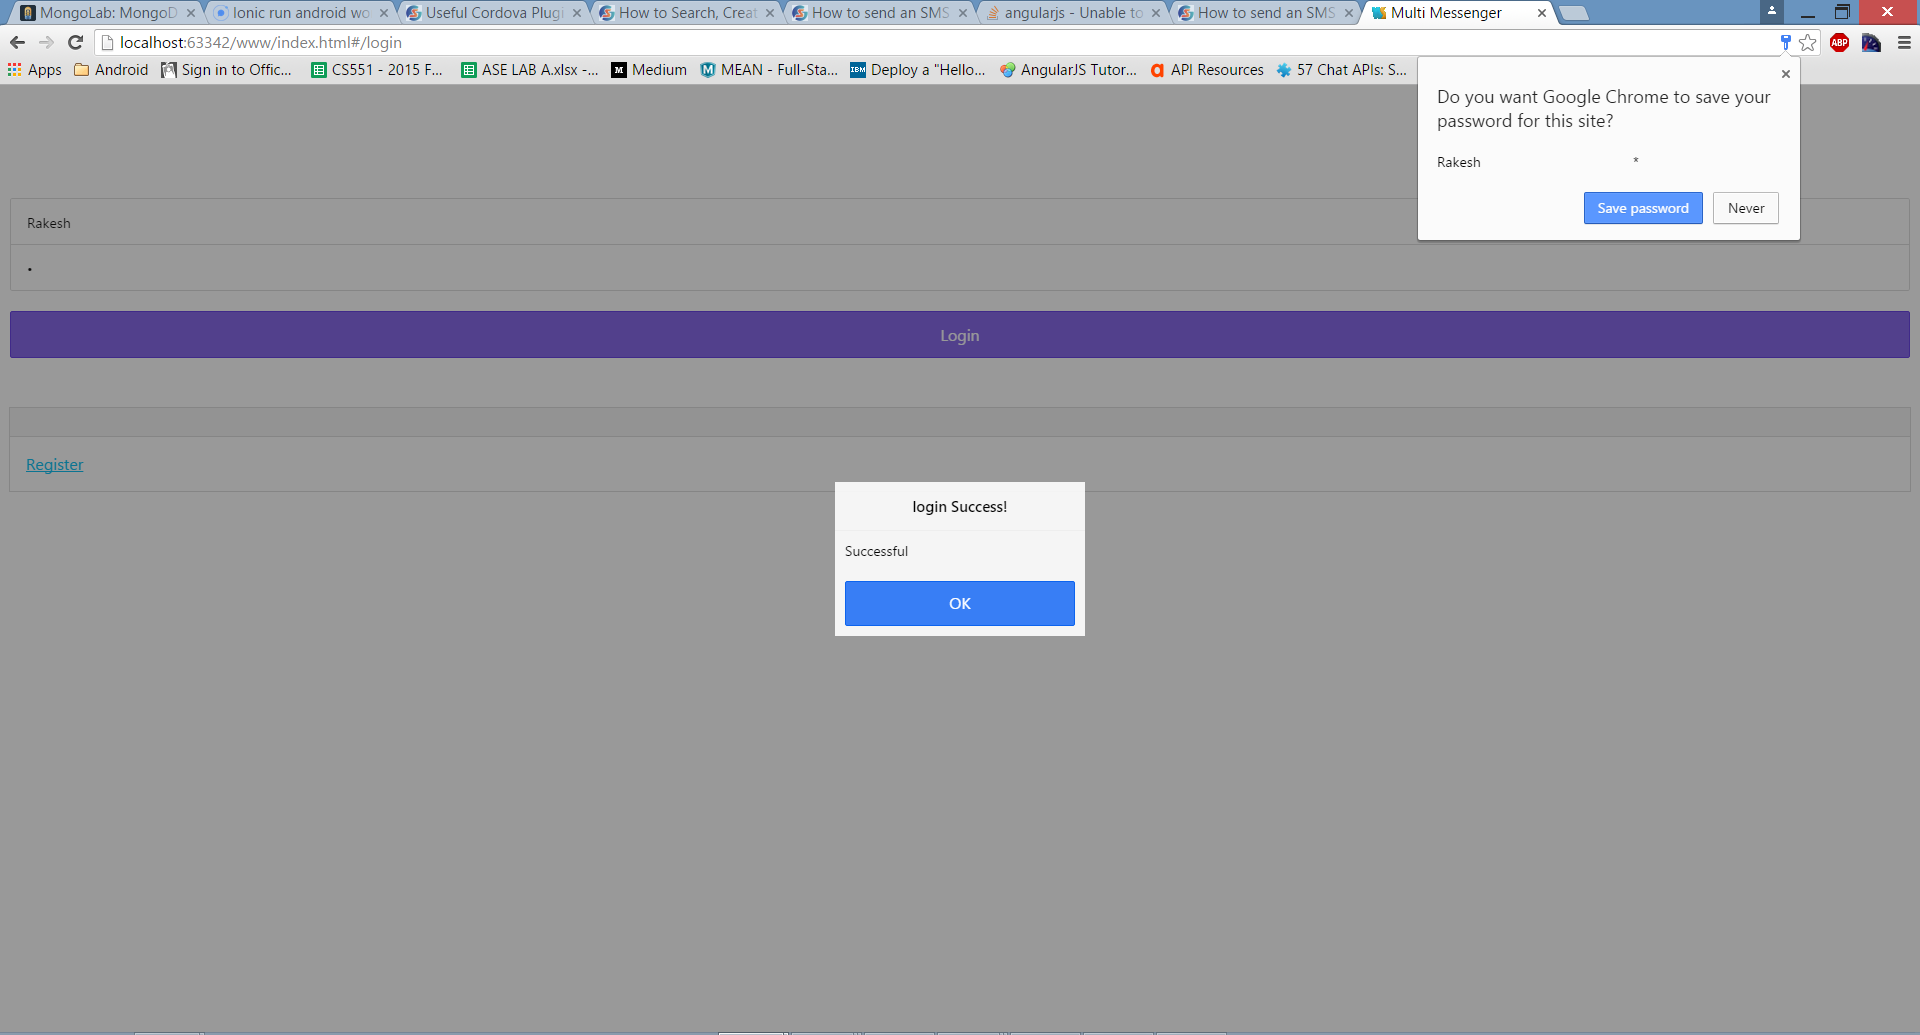 MongoLab: MongoD
Ionic run android wo
Useful Cordova Plugi
How to Search, Creat
How to send an SMS
angularjs - Unable to
How to send an SMS
Multi Messenger
localhost:63342/www/index.html#/login
ABP
Apps
Android
Sign in to Offic...
CS551 - 2015 F...
ASE LAB A.xlsx -...
M Medium
M MEAN - Full-Sta...
IBM Deploy a "Hello...
AngularJS Tutor...
a API Resources
57 Chat APIs: S...
Do you want Google Chrome to save your
password for this site?
Rakesh *
Save password Never
Rakesh
Login
Register
login Success!
Successful
OK